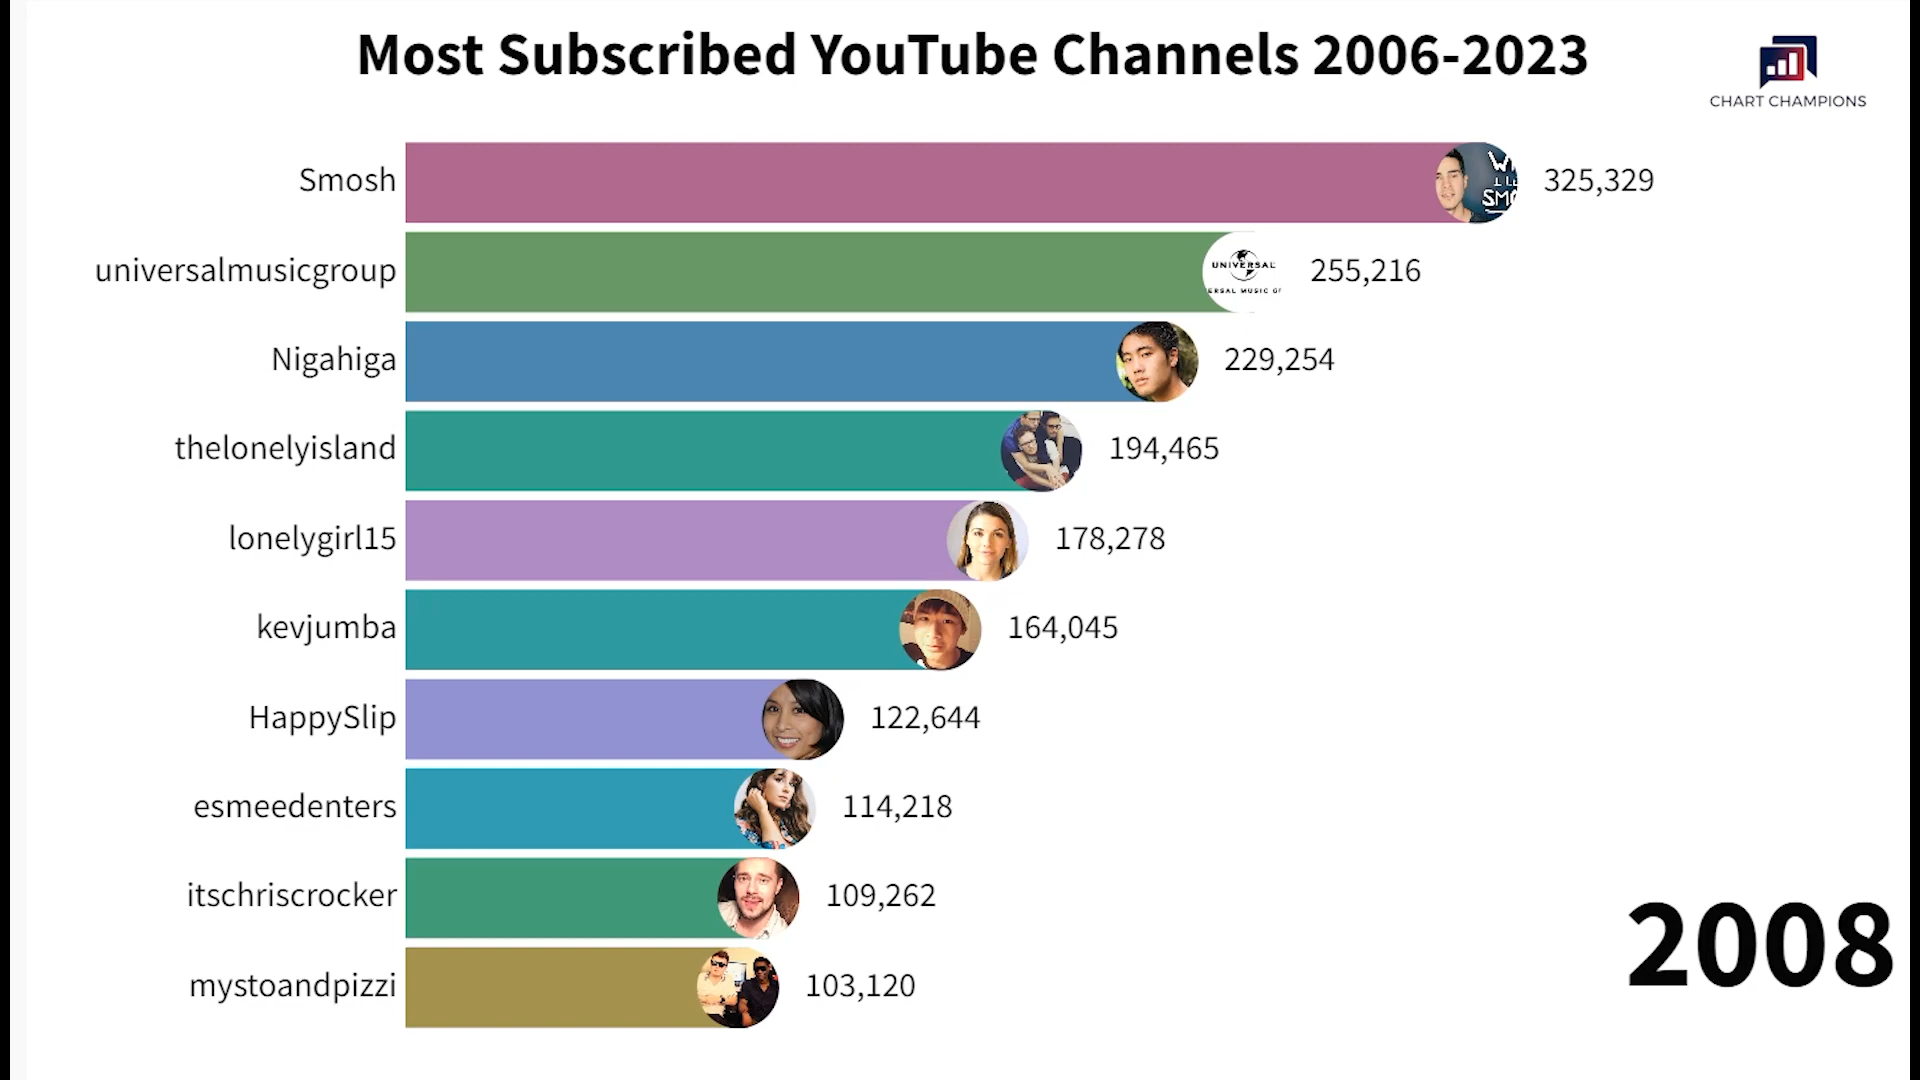 Most Subscribed YouTube Channels 2006-2023
CHART CHAMPIONS
Smosh 325,329
universalmusicgroup UNIVERSAL 255,216
Nigahiga 229,254
thelonelyisland 194,465
lonelygirl15 178,278
kevjumba 164,045
HappySlip 122,644
esmeedenters 114,218
itschriscrocker 109,262
mystoandpizzi 103,120
2008